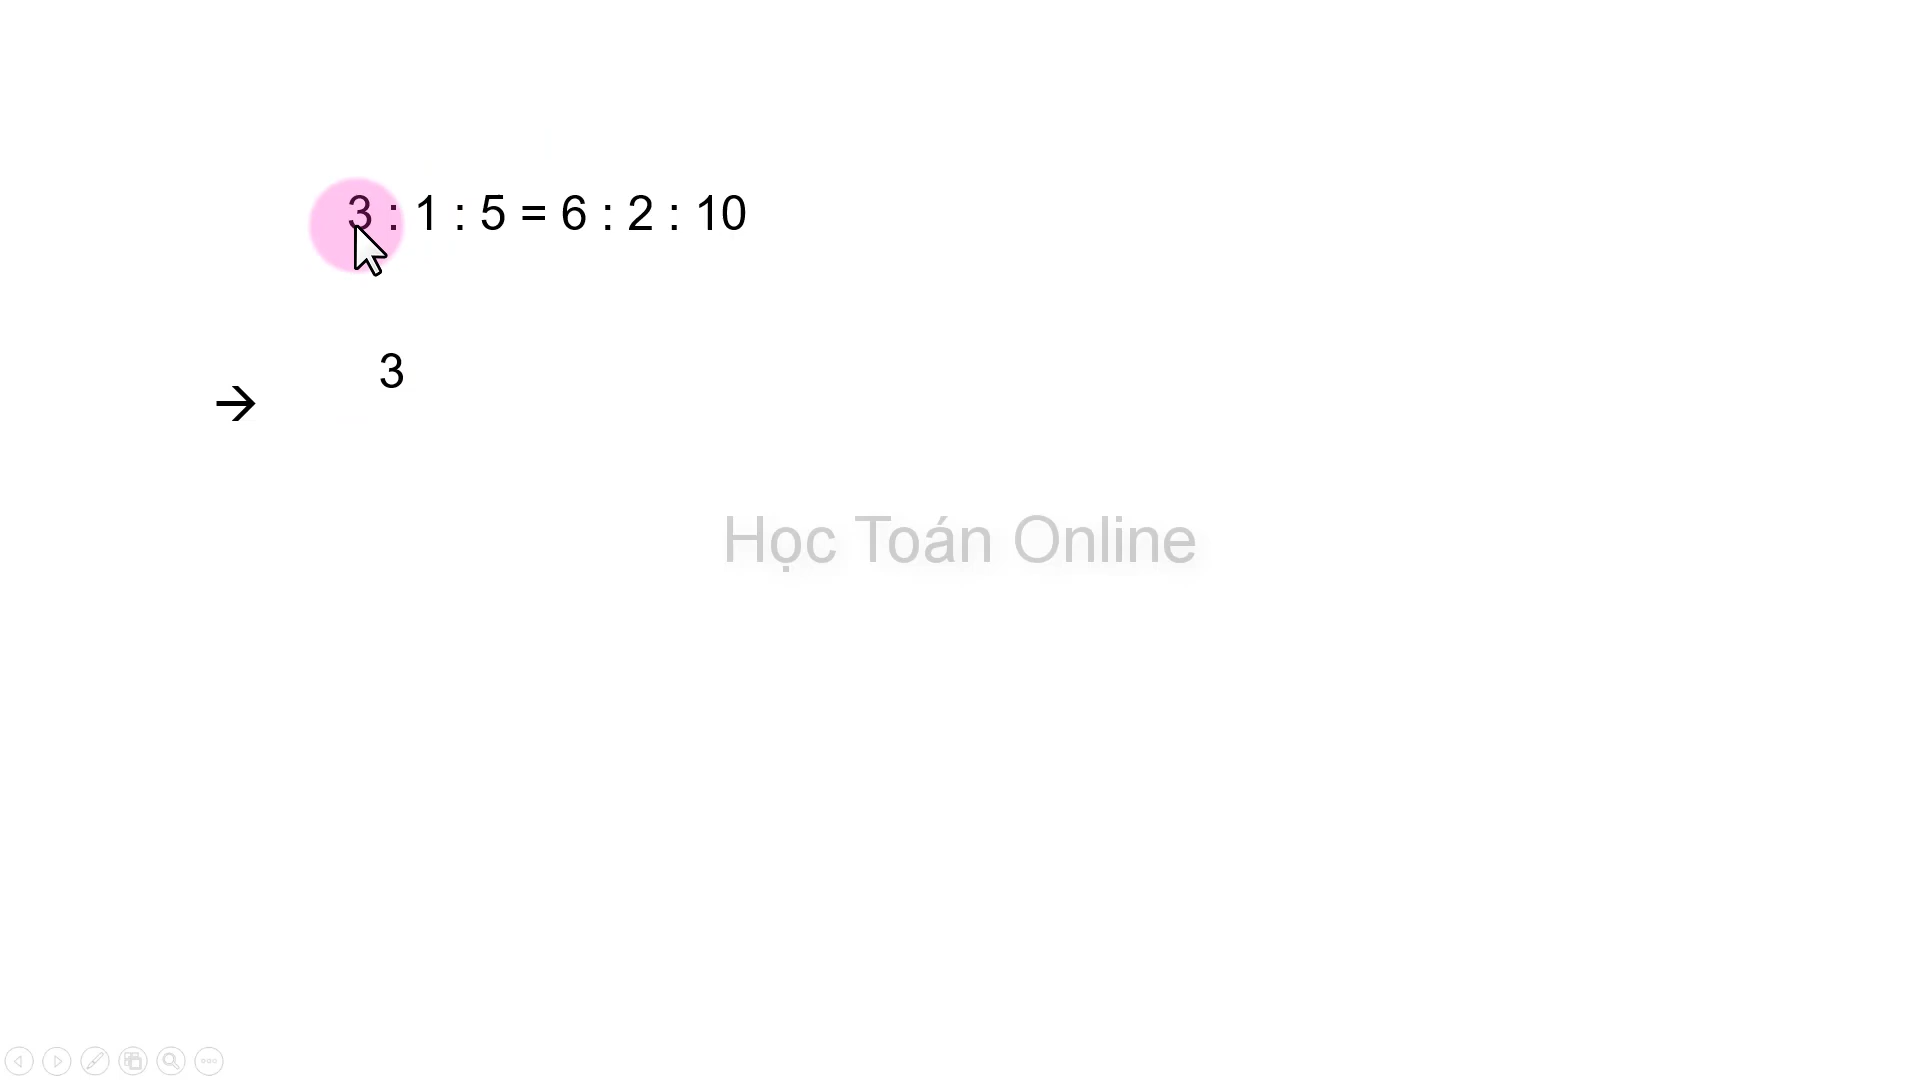 3 : 1 : 5 = 6 : 2 : 10
3
→
Học Toán Online